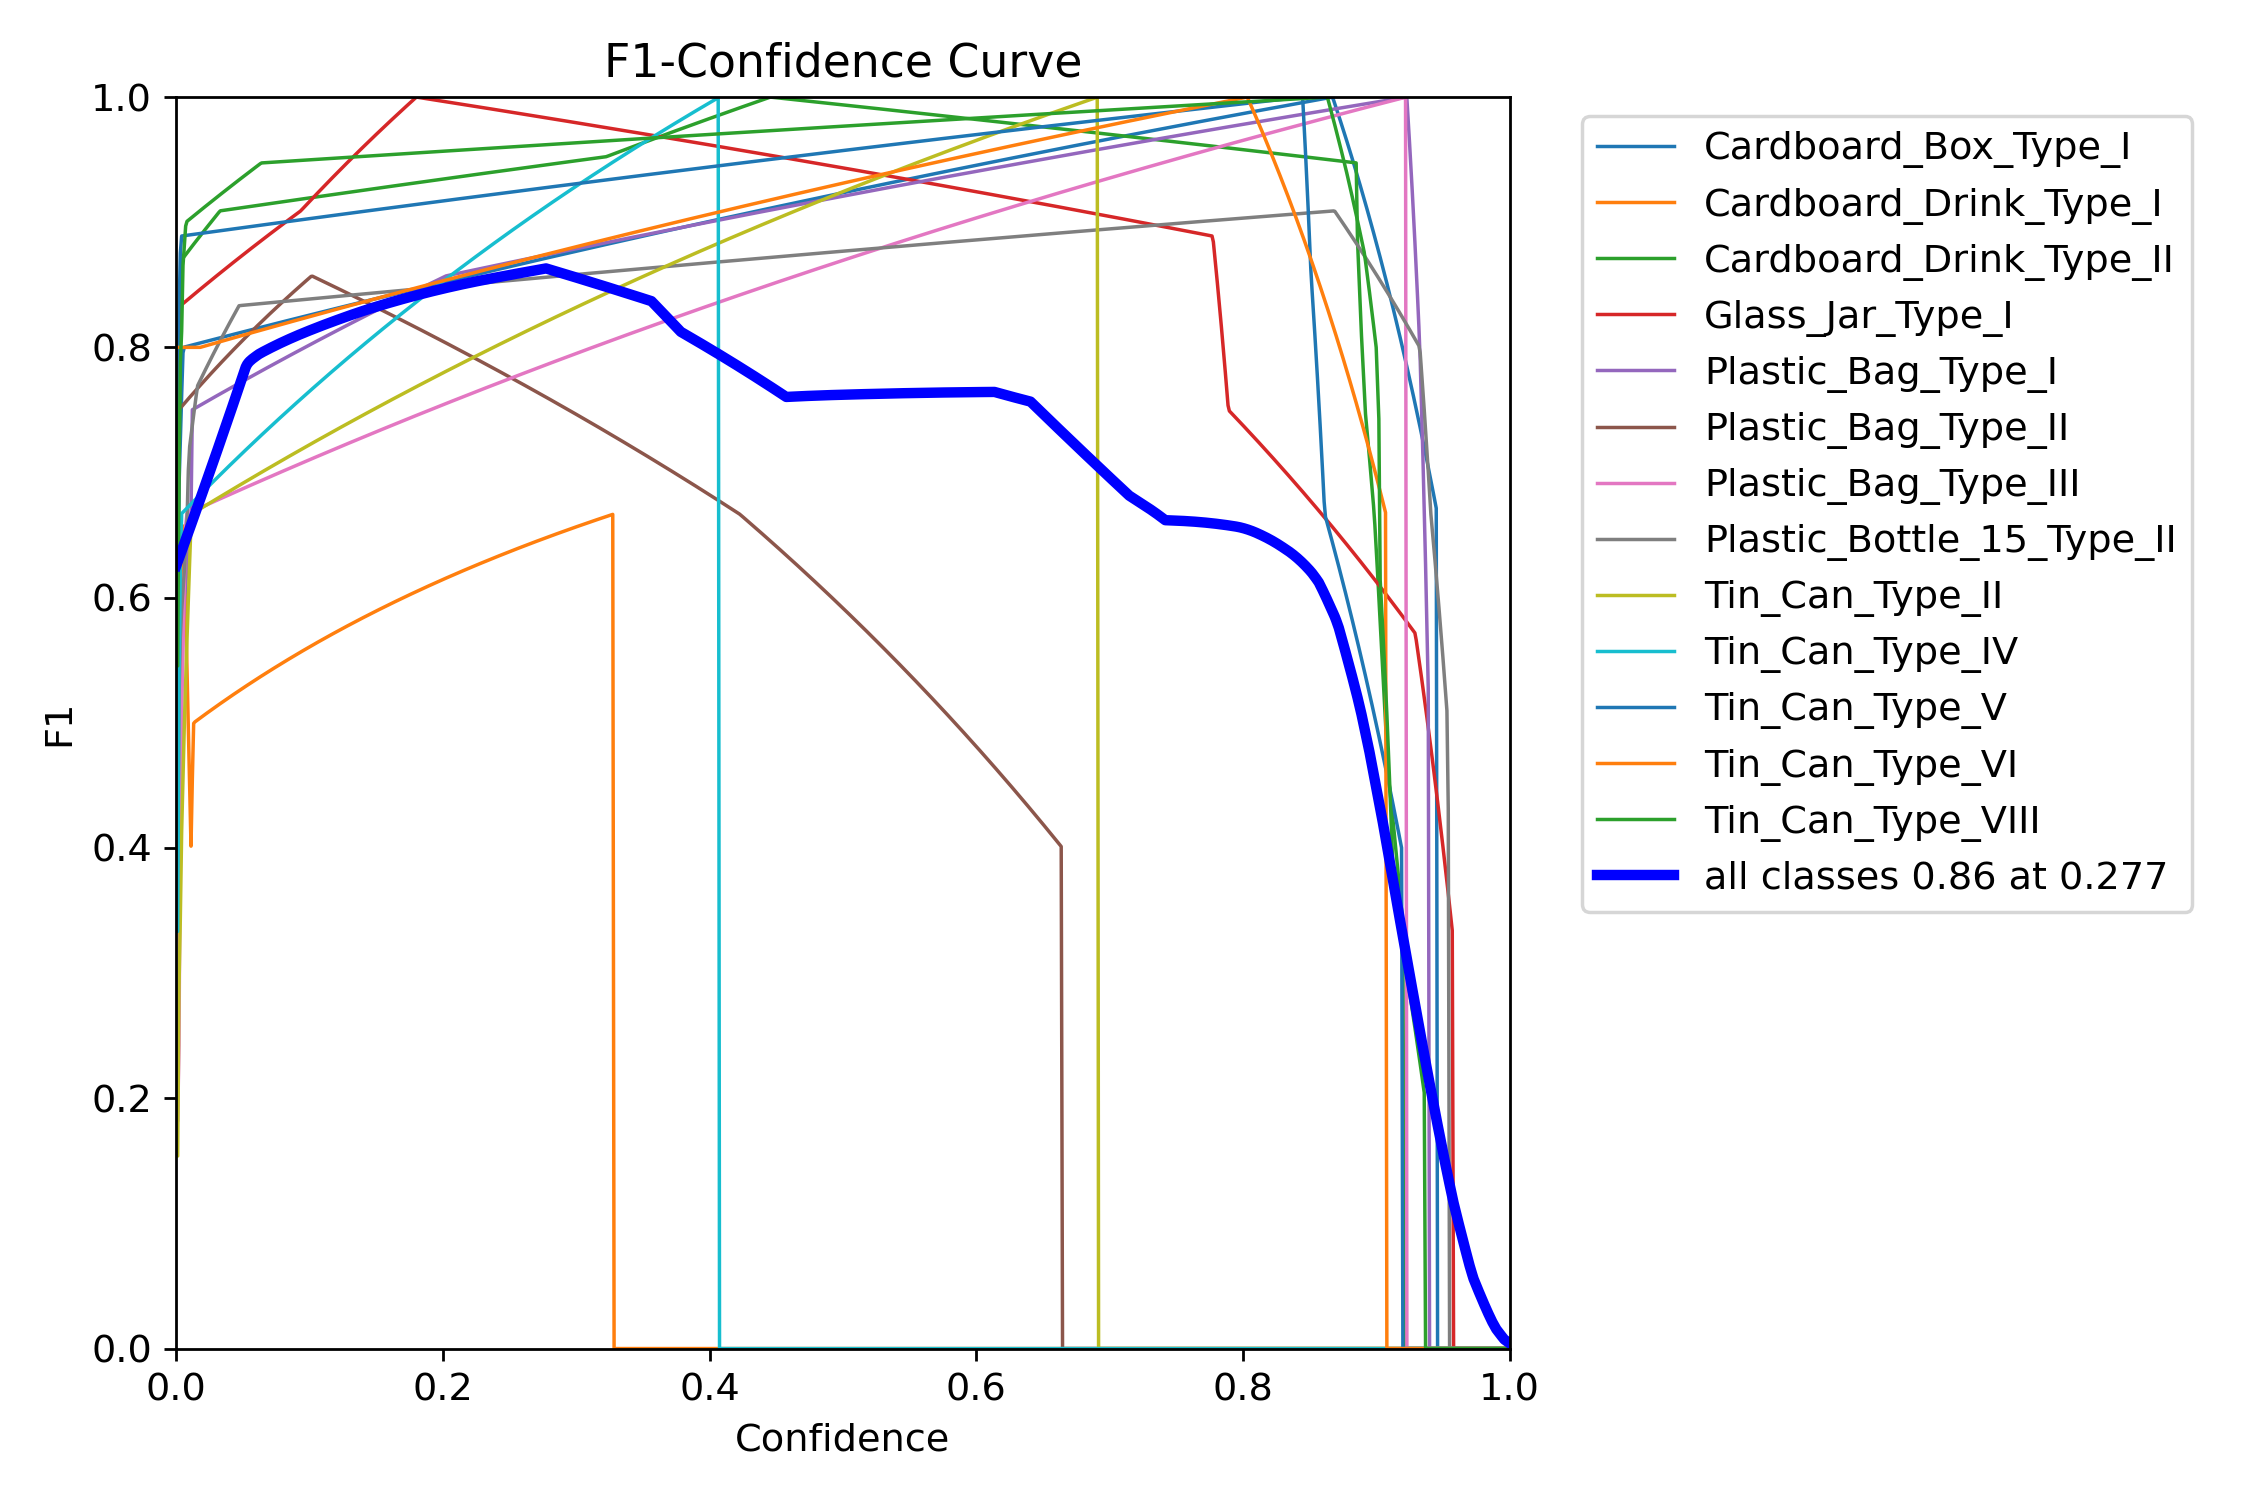 F1-Confidence Curve
1.0
0.8
0.6
0.4
0.2
0.0
F1
0.0 0.2 0.4 0.6 0.8 1.0
Confidence
Cardboard_Box_Type_I
Cardboard_Drink_Type_I
Cardboard_Drink_Type_II
Glass_Jar_Type_I
Plastic_Bag_Type_I
Plastic_Bag_Type_II
Plastic_Bag_Type_III
Plastic_Bottle_15_Type_II
Tin_Can_Type_II
Tin_Can_Type_IV
Tin_Can_Type_V
Tin_Can_Type_VI
Tin_Can_Type_VIII
all classes 0.86 at 0.277